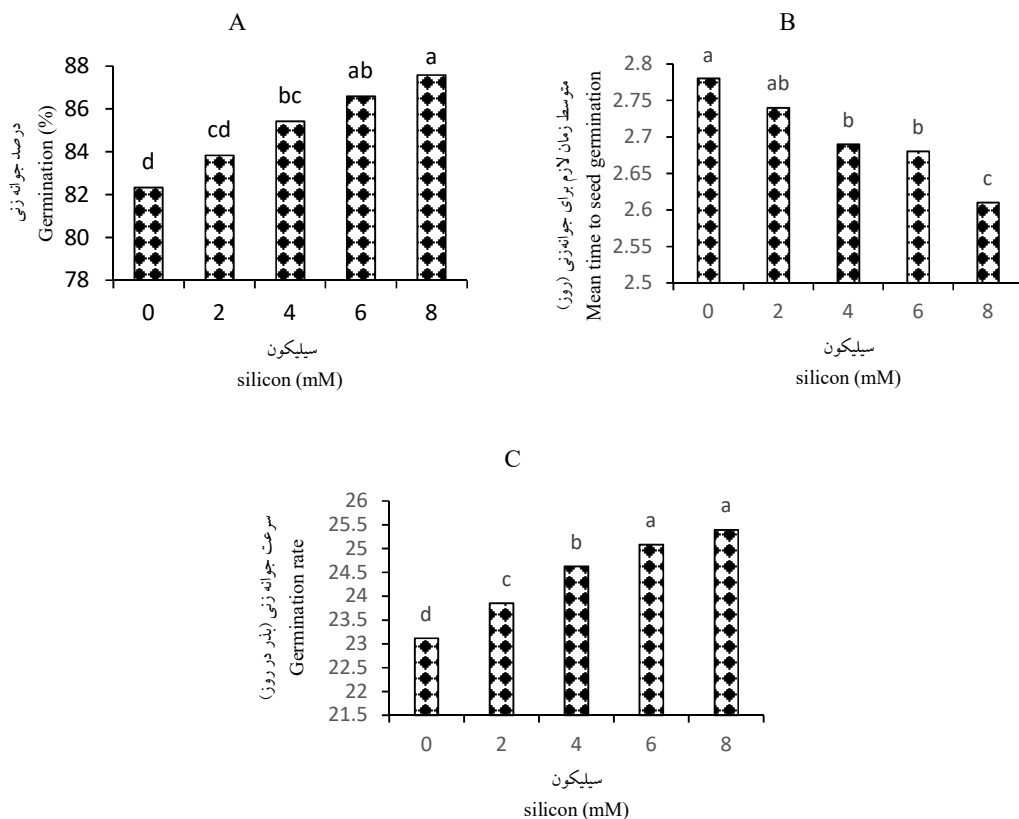 A
درصد جوانه زنی
Germination (%)
88
86
84
82
80
78
d
cd
bc
ab
a
0 2 4 6 8
سیلیکون
silicon (mM)
B
متوسط زمان لازم برای جوانه‌زنی (روز)
Mean time to seed germination
2.8
2.75
2.7
2.65
2.6
2.55
2.5
a
ab
b
b
c
0 2 4 6 8
سیلیکون
silicon (mM)
C
سرعت جوانه زنی (بذر در روز)
Germination rate
26
25.5
25
24.5
24
23.5
23
22.5
22
21.5
d
c
b
a
a
0 2 4 6 8
سیلیکون
silicon (mM)